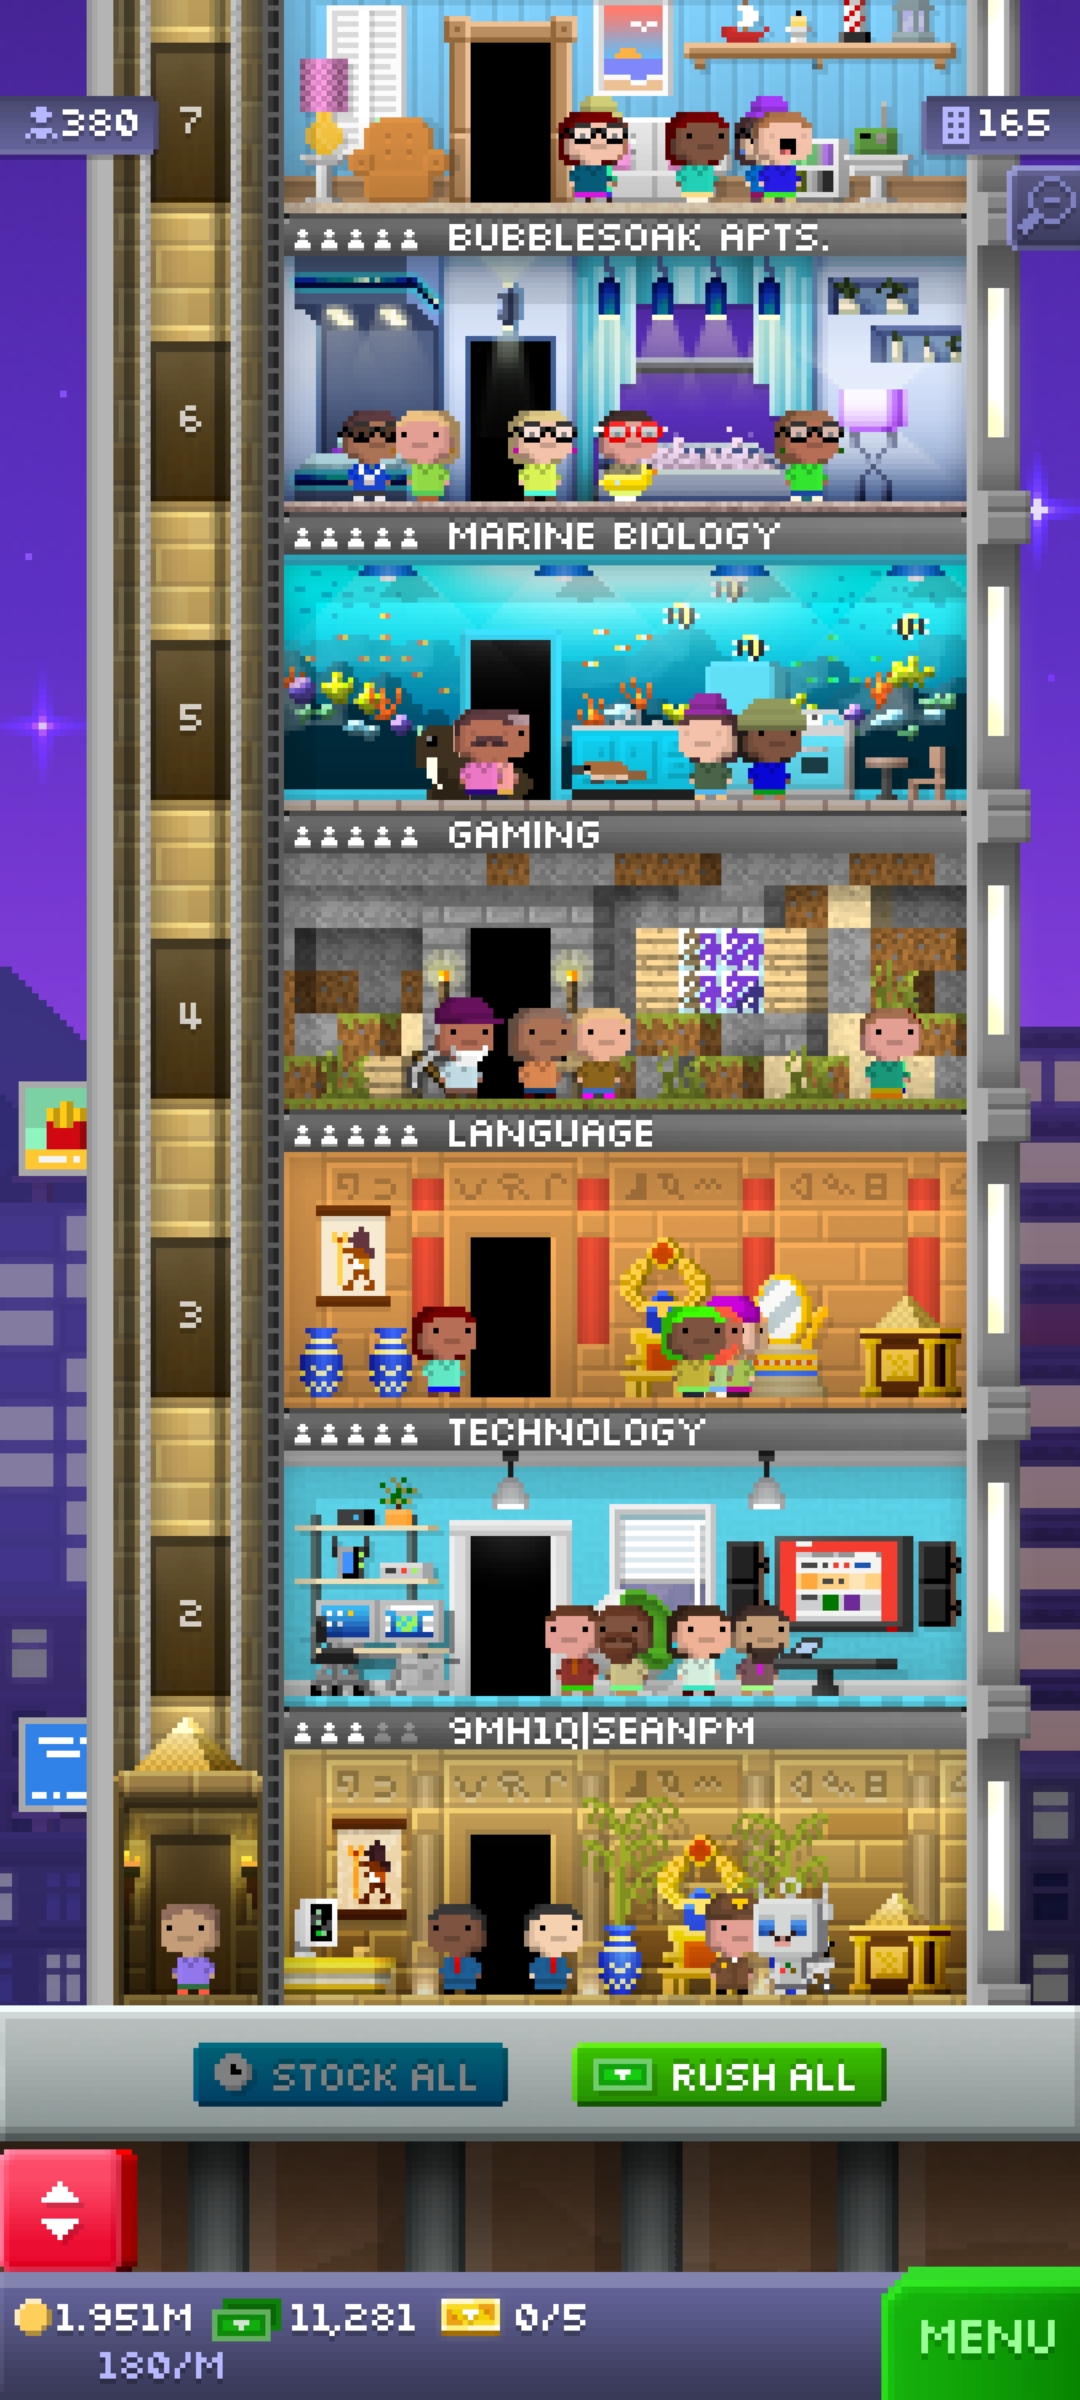 380
7
165
BUBBLESOAK APTS.
6
MARINE BIOLOGY
5
GAMING
4
LANGUAGE
3
TECHNOLOGY
2
9MH1Q|SEANPM
STOCK ALL
RUSH ALL
1.951M
11,281
0/5
180/M
MENU